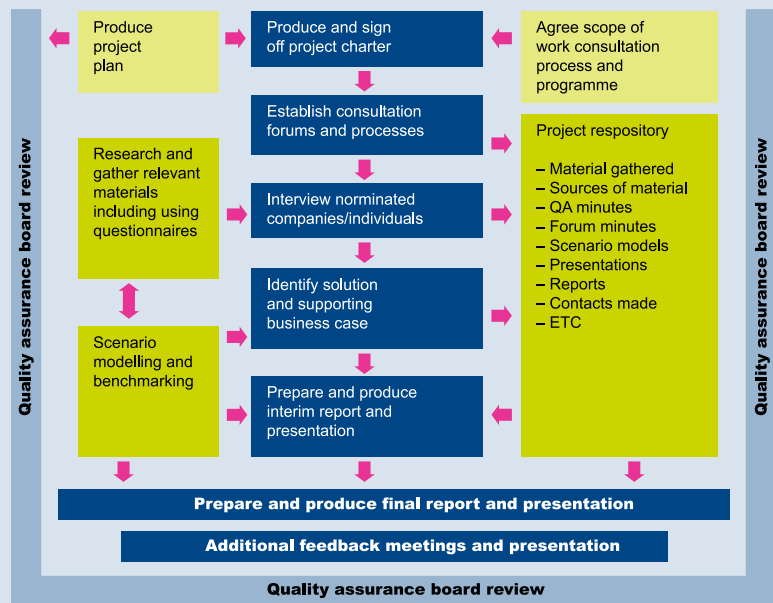 Produce
project
plan
Produce and sign
off project charter
Agree scope of
work consultation
process and
programme
Establish consultation
forums and processes
Research and
gather relevant
materials
including using
questionnaires
Interview norminated
companies/individuals
Project respository
– Material gathered
– Sources of material
– QA minutes
– Forum minutes
– Scenario models
– Presentations
– Reports
– Contacts made
– ETC
Identify solution
and supporting
business case
Scenario
modelling and
benchmarking
Prepare and produce
interim report and
presentation
Prepare and produce final report and presentation
Additional feedback meetings and presentation
Quality assurance board review
Quality assurance board review
Quality assurance board review